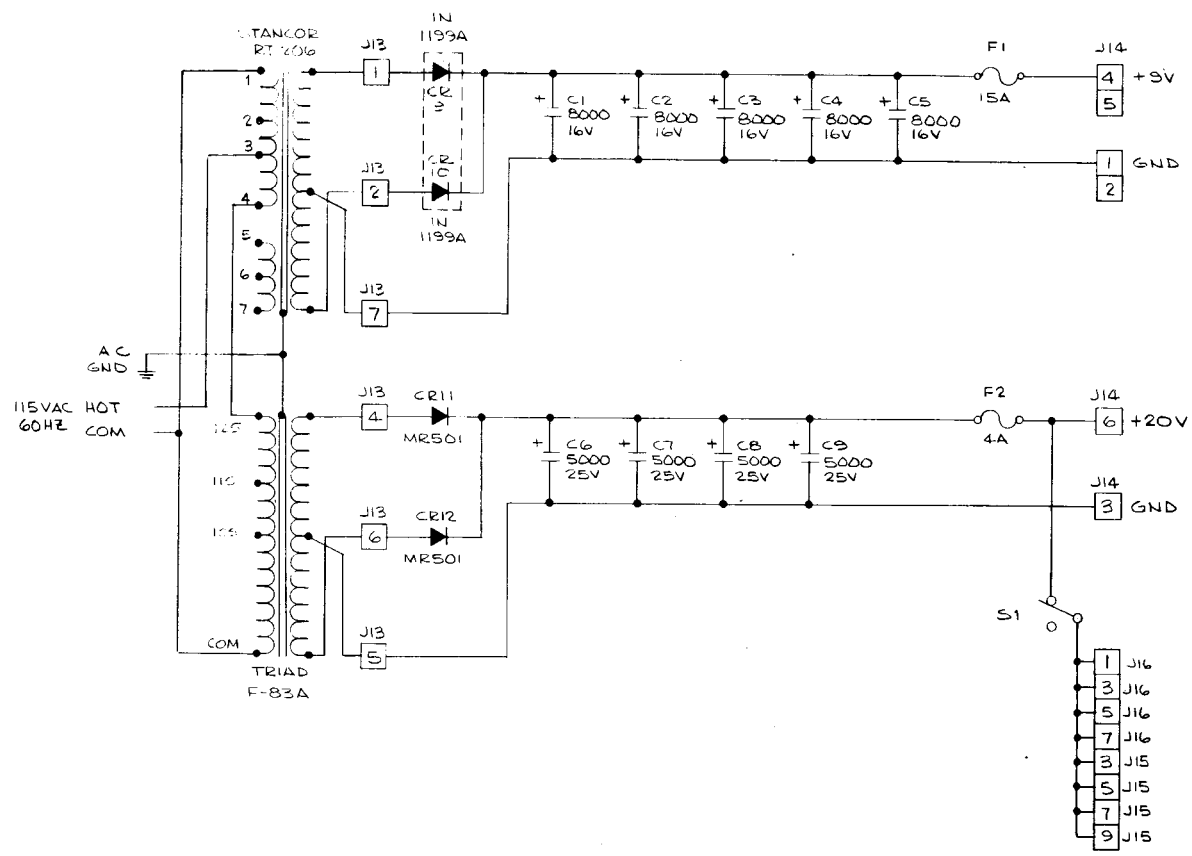 STANCOR
RT 206
IN
1199A
J13
1
CR
J13
2
CR
IN
1199A
J13
7
1
2
3
4
5
6
7
+ C1
8000
16V
+ C2
8000
16V
+ C3
8000
16V
+ C4
8000
16V
+ C5
8000
16V
F1
15A
J14
4 +9V
5
1 GND
2
AC
GND
115VAC HOT
60HZ COM
125
115
105
COM
TRIAD
F-83A
J13
4
CR11
MR501
J13
6
CR12
MR501
J13
5
+ C6
5000
25V
+ C7
5000
25V
+ C8
5000
25V
+ C9
5000
25V
F2
4A
J14
6 +20V
J14
3 GND
S1
1 J16
3 J16
5 J16
7 J16
3 J15
5 J15
7 J15
9 J15